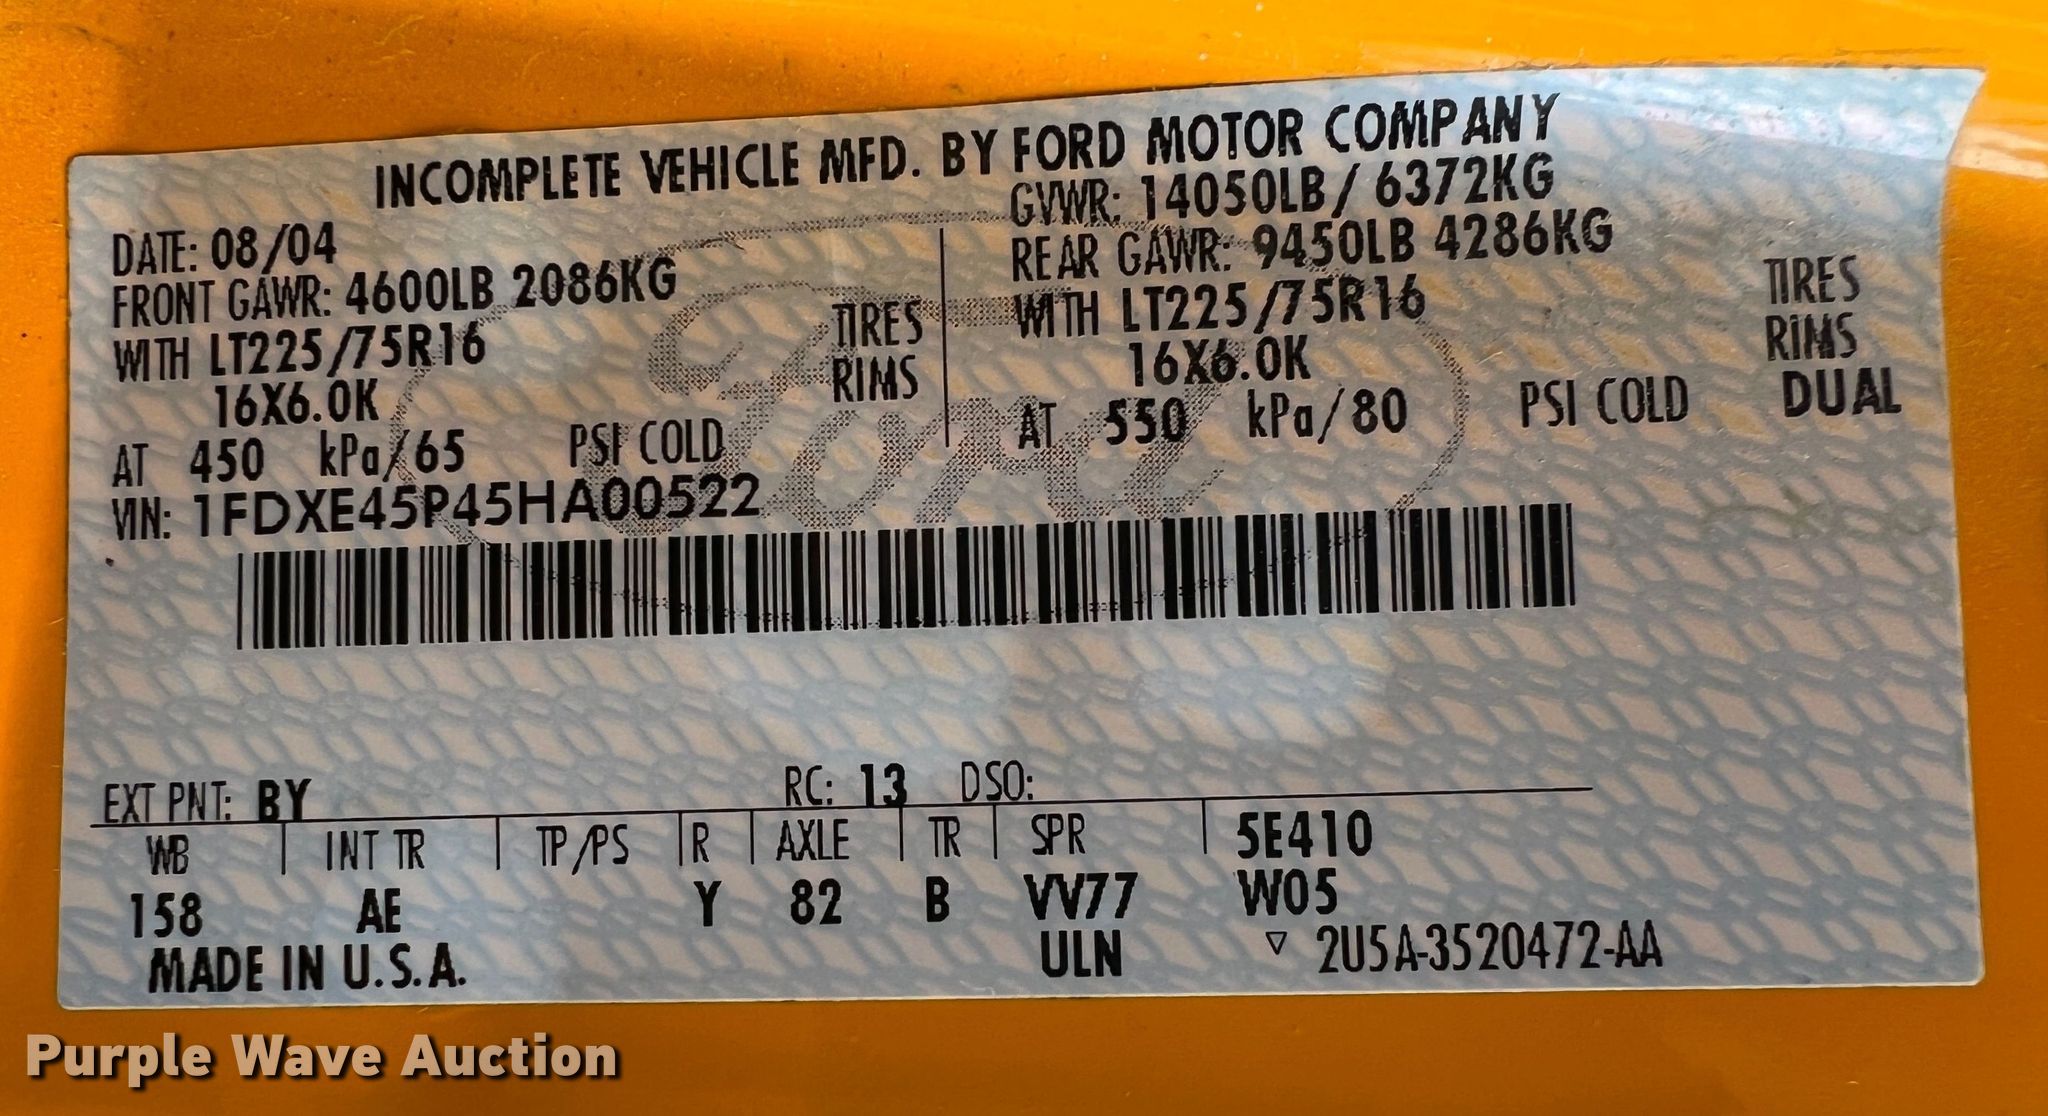 INCOMPLETE VEHICLE MFD. BY FORD MOTOR COMPANY
DATE: 08/04
GVWR: 14050LB / 6372KG
FRONT GAWR: 4600LB 2086KG
REAR GAWR: 9450LB 4286KG
WITH LT225/75R16 TIRES
WITH LT225/75R16 TIRES
16X6.0K RIMS
16X6.0K RIMS
AT 450 kPa/65 PSI COLD
AT 550 kPa/80 PSI COLD DUAL
VIN: 1FDXE45P45HA00522
Ford
EXT PNT: BY RC: 13 DSO:
WB INT TR TP/PS R AXLE TR SPR 5E410
158 AE Y 82 B VV77 W05
MADE IN U.S.A. ULN ▽ 2U5A-3520472-AA
Purple Wave Auction